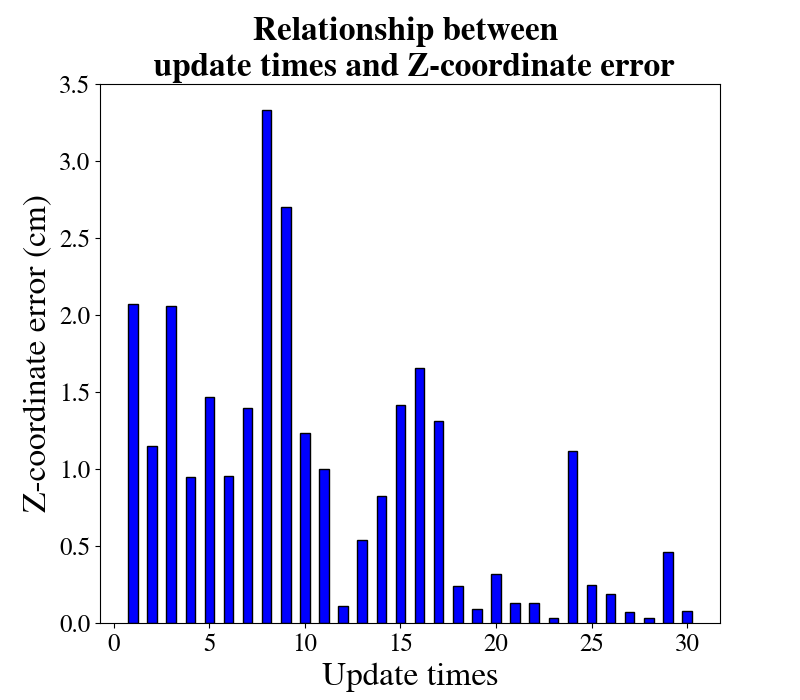 Relationship between
update times and Z-coordinate error
3.5
3.0
2.5
2.0
1.5
1.0
0.5
0.0
Z-coordinate error (cm)
0 5 10 15 20 25 30
Update times